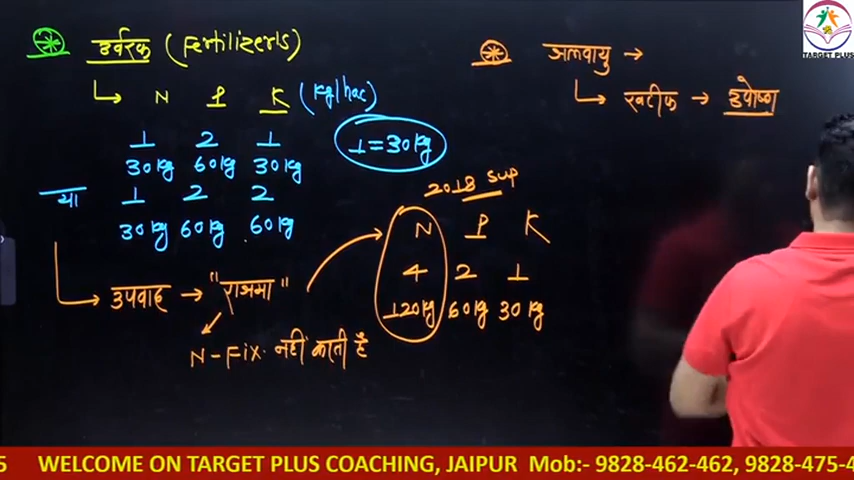 उर्वरक (Fertilizers)
N P K (Kg/hac)
1 2 1
30Kg 60Kg 30Kg
1 = 30Kg
या 1 2 2
30Kg 60Kg 60Kg
उपवाद → "राजमा"
N-Fix. नहीं करती है
जलवायु →
खरीफ → उपोष्ण
2018 Sup
N P K
4 2 1
120Kg 60Kg 30Kg
TARGET PLUS
5 WELCOME ON TARGET PLUS COACHING, JAIPUR Mob:- 9828-462-462, 9828-475-4